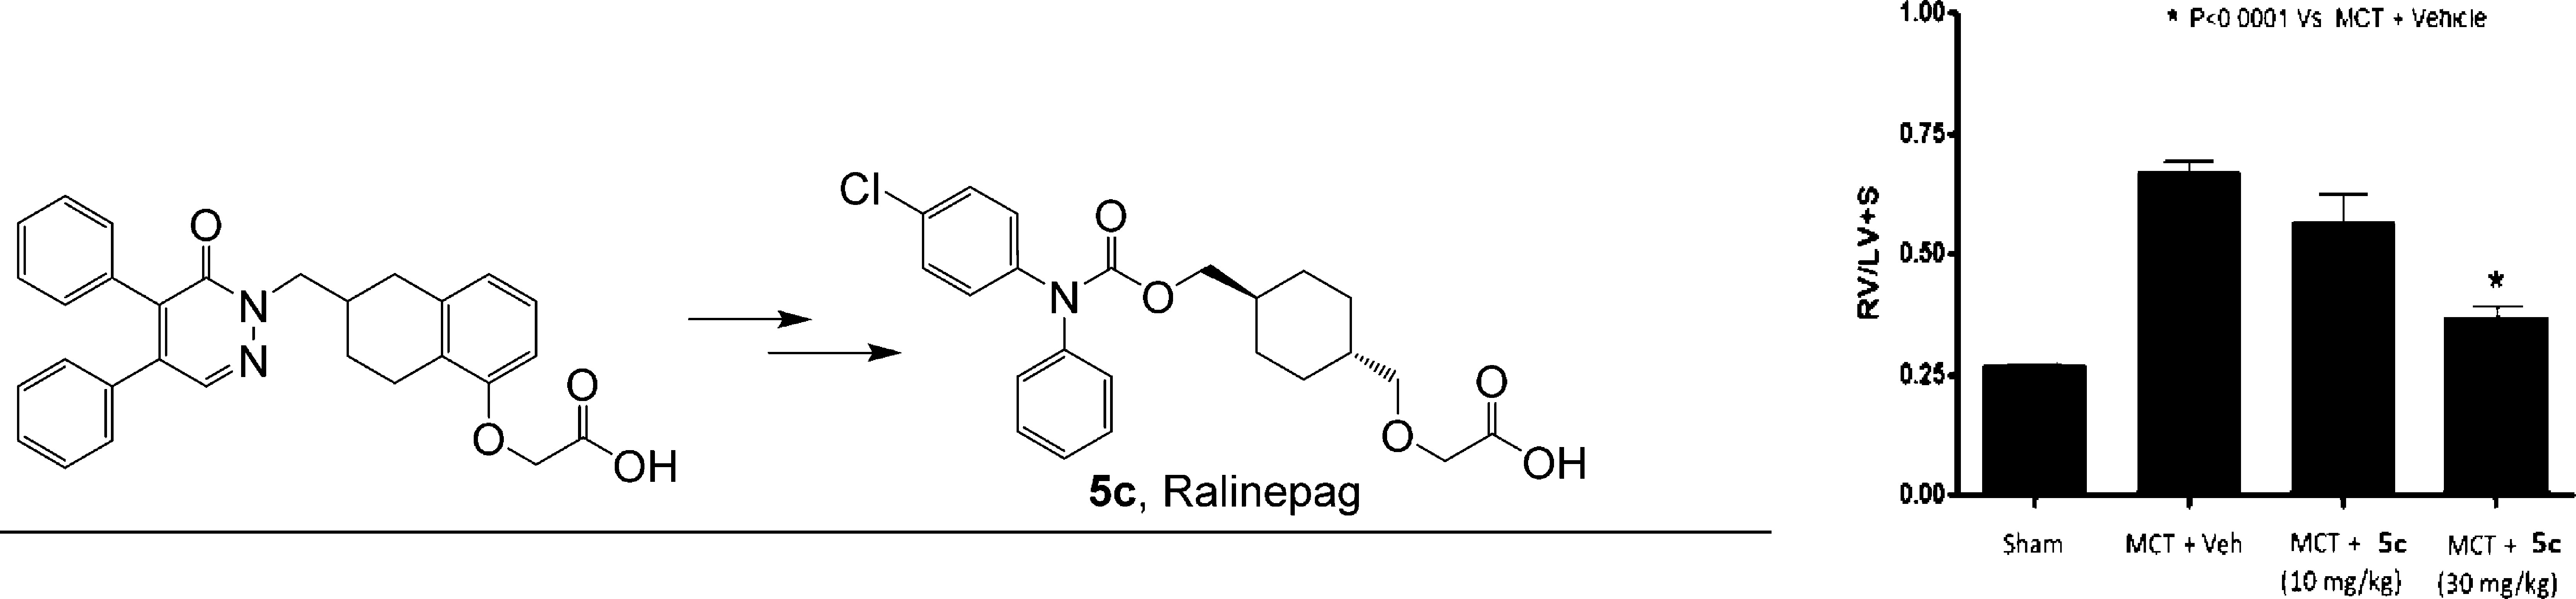 O
N
N
O
O
OH
Cl
O
N
O
O
O
OH
5c, Ralinepag
* P<0 0001 Vs MCT + Vehicle
RV/LV+S
1.00
0.75
0.50
0.25
0.00
*
Sham
MCT + Veh
MCT + 5c
(10 mg/kg)
MCT + 5c
(30 mg/kg)